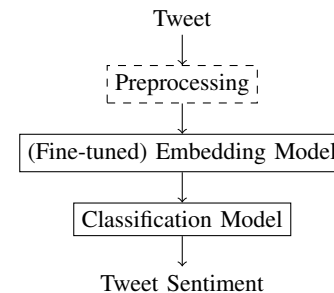 Tweet
Preprocessing
(Fine-tuned) Embedding Model
Classification Model
Tweet Sentiment